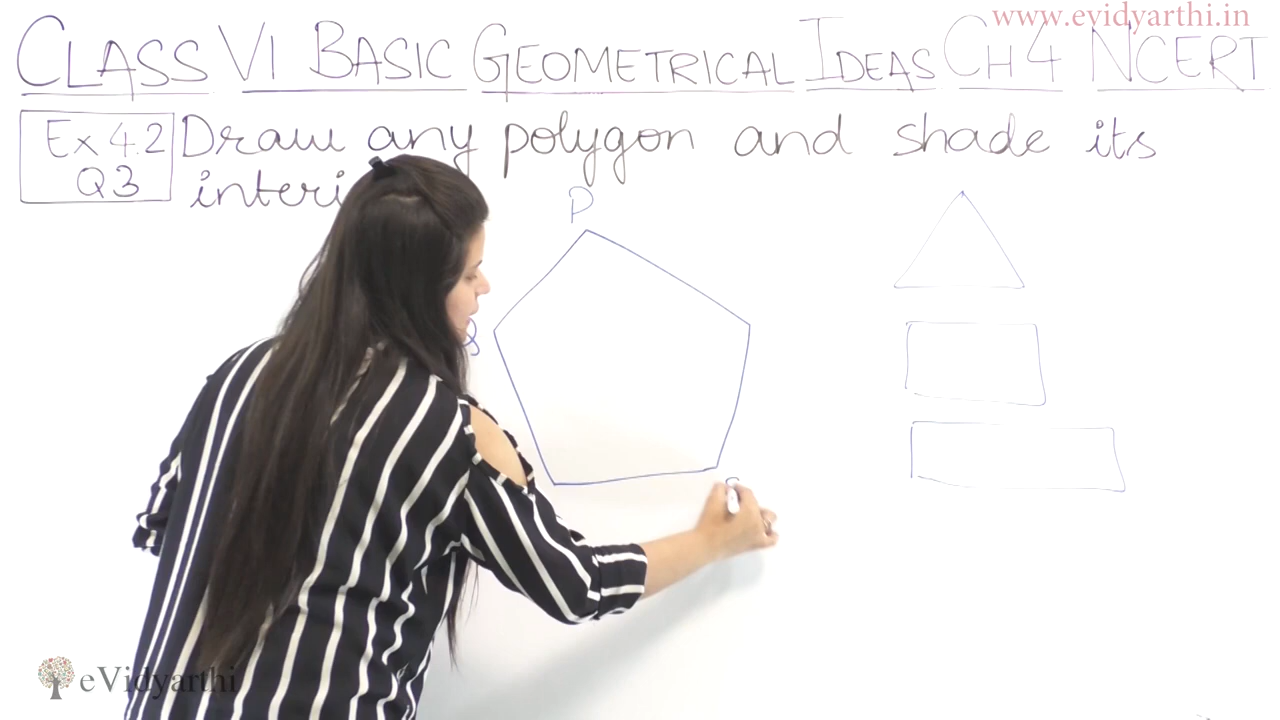 www.evidyarthi.in
CLASS VI BASIC GEOMETRICAL IDEAS CH 4 NCERT
Ex 4.2
Q3
Draw any polygon and shade its
interi
P
Q
S
eVidyarthi